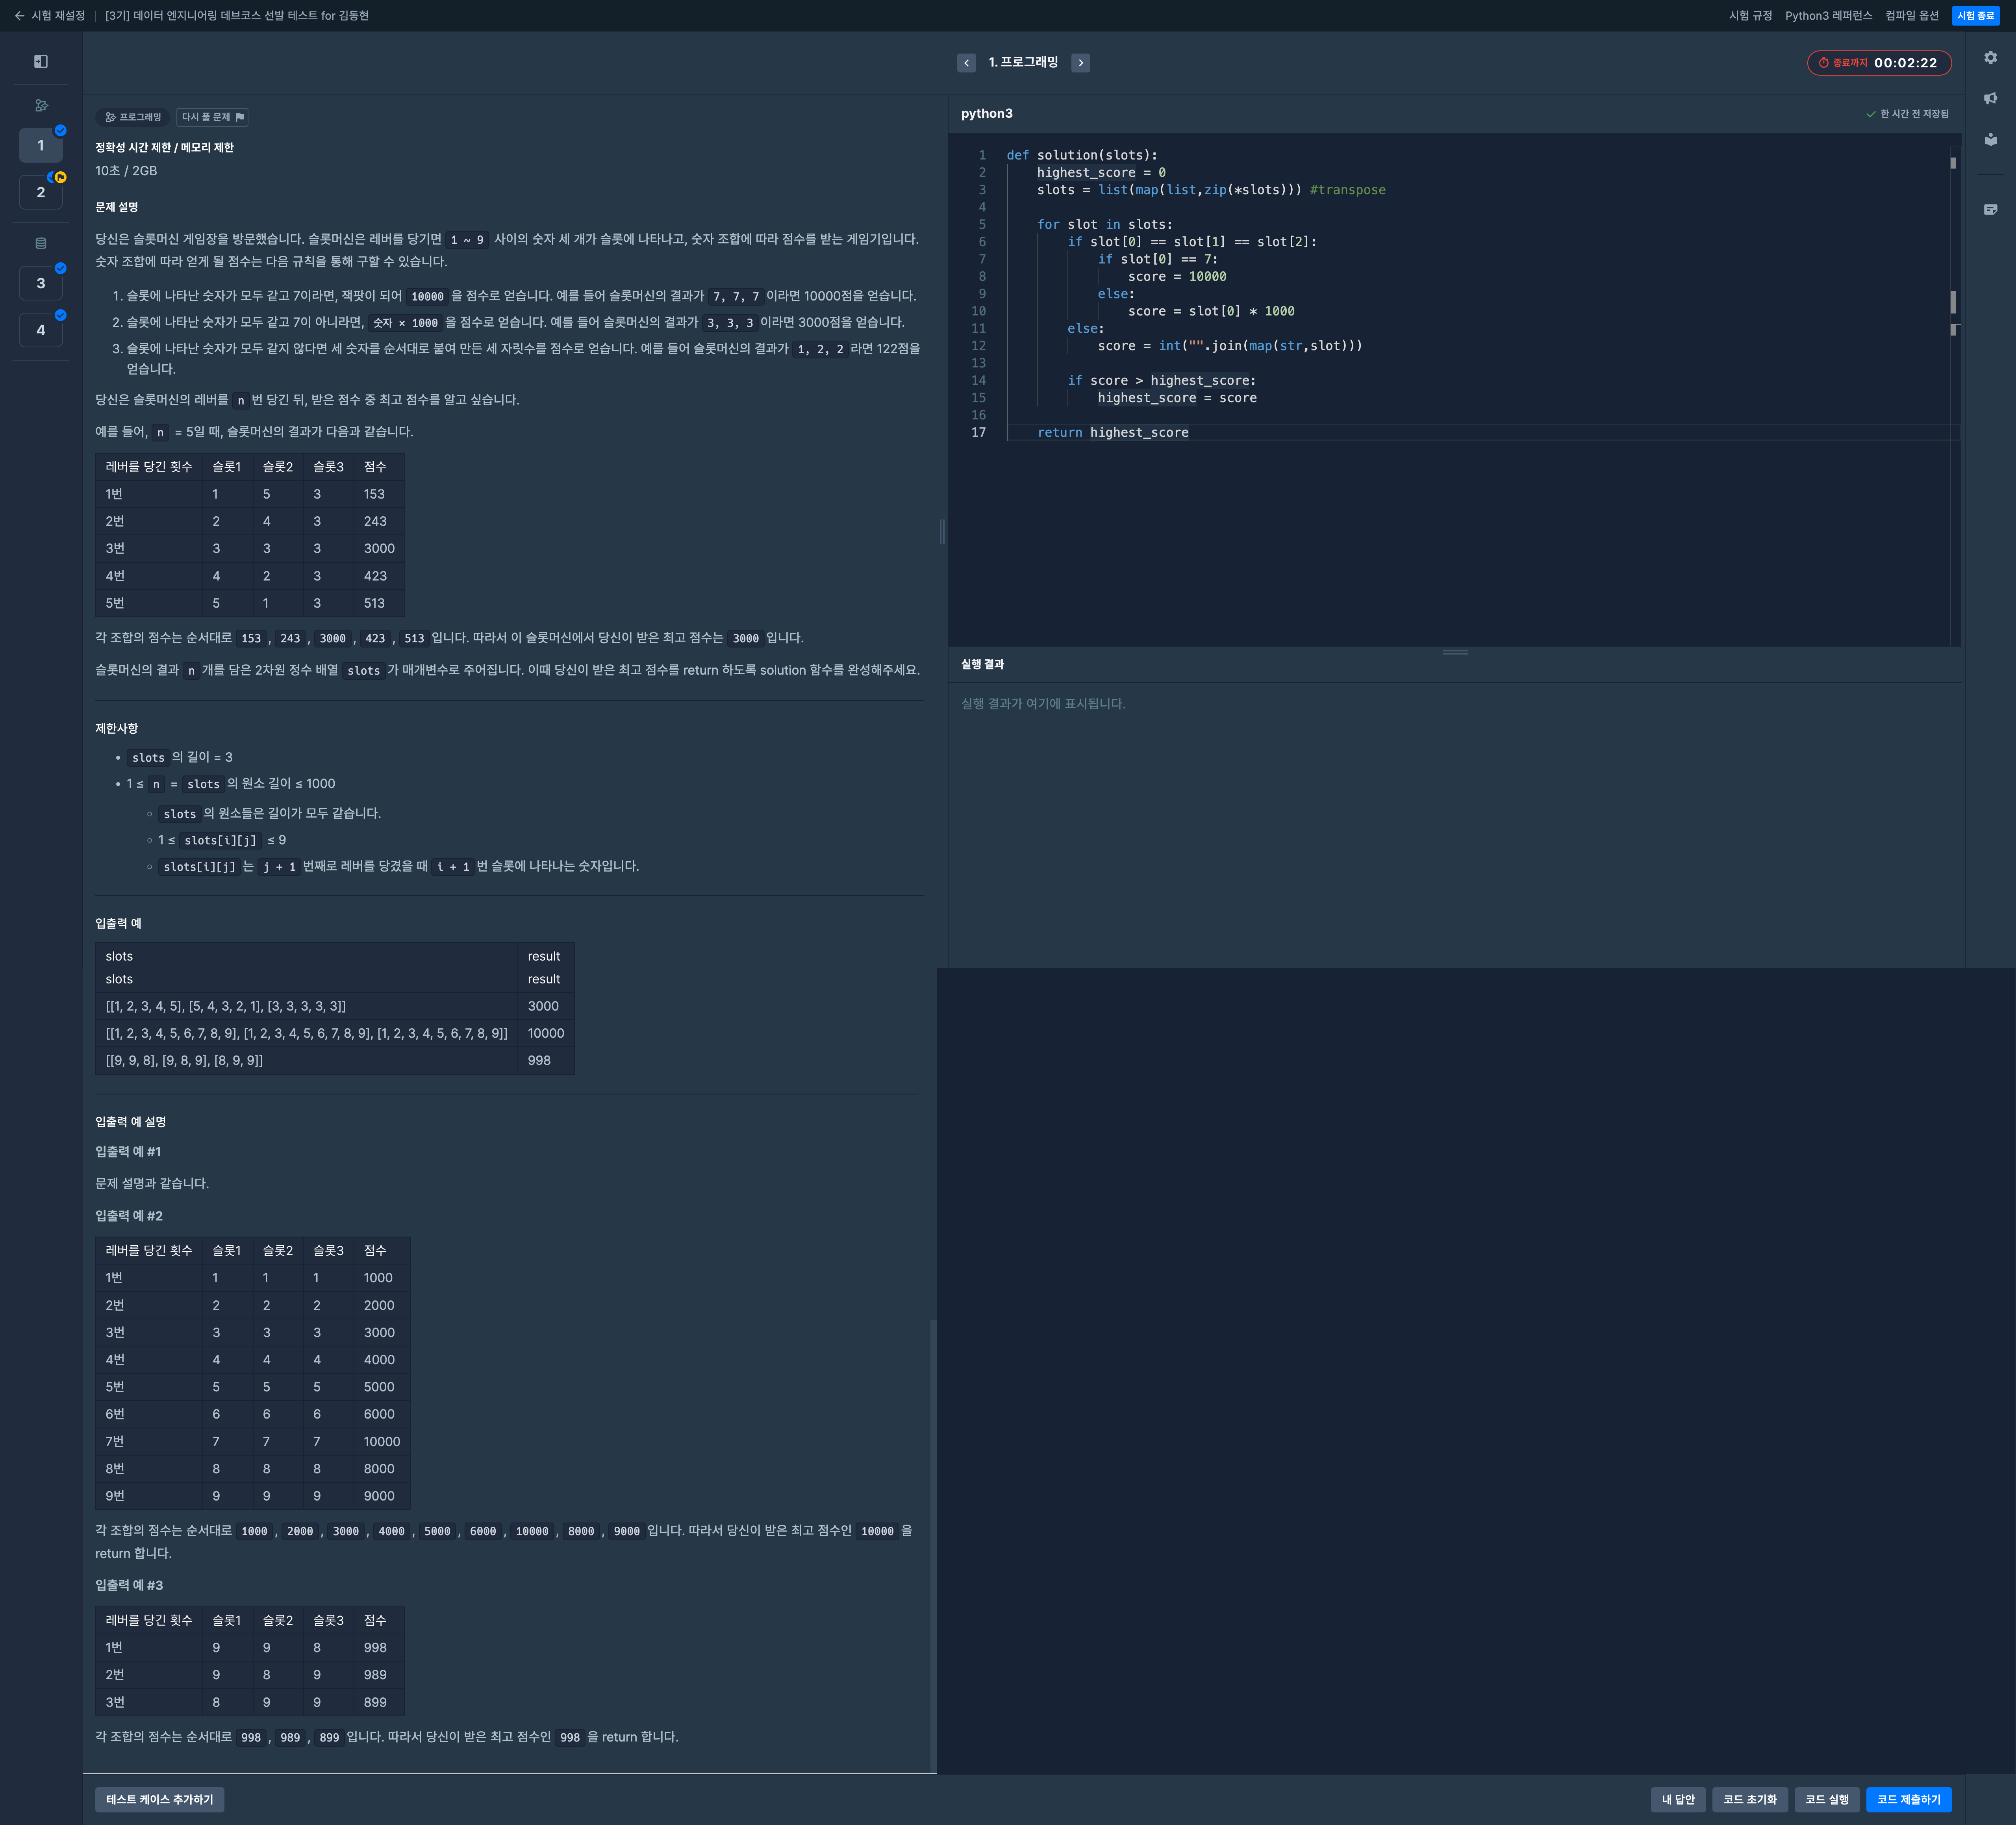 시험 재설정 | [3기] 데이터 엔지니어링 데브코스 선발 테스트 for 김동현
시험 규정 Python3 레퍼런스 컴파일 옵션 시험 종료
1. 프로그래밍
종료까지 00:02:22
1
2
3
4
프로그래밍 다시 풀 문제
정확성 시간 제한 / 메모리 제한
10초 / 2GB
문제 설명
당신은 슬롯머신 게임장을 방문했습니다. 슬롯머신은 레버를 당기면 1 ~ 9 사이의 숫자 세 개가 슬롯에 나타나고, 숫자 조합에 따라 점수를 받는 게임기입니다.
숫자 조합에 따라 얻게 될 점수는 다음 규칙을 통해 구할 수 있습니다.
1. 슬롯에 나타난 숫자가 모두 같고 7이라면, 잭팟이 되어 10000 을 점수로 얻습니다. 예를 들어 슬롯머신의 결과가 7, 7, 7 이라면 10000점을 얻습니다.
2. 슬롯에 나타난 숫자가 모두 같고 7이 아니라면, 숫자 × 1000 을 점수로 얻습니다. 예를 들어 슬롯머신의 결과가 3, 3, 3 이라면 3000점을 얻습니다.
3. 슬롯에 나타난 숫자가 모두 같지 않다면 세 숫자를 순서대로 붙여 만든 세 자릿수를 점수로 얻습니다. 예를 들어 슬롯머신의 결과가 1, 2, 2 라면 122점을
얻습니다.
당신은 슬롯머신의 레버를 n 번 당긴 뒤, 받은 점수 중 최고 점수를 알고 싶습니다.
예를 들어, n = 5일 때, 슬롯머신의 결과가 다음과 같습니다.
레버를 당긴 횟수 슬롯1 슬롯2 슬롯3 점수
1번 1 5 3 153
2번 2 4 3 243
3번 3 3 3 3000
4번 4 2 3 423
5번 5 1 3 513
각 조합의 점수는 순서대로 153 , 243 , 3000 , 423 , 513 입니다. 따라서 이 슬롯머신에서 당신이 받은 최고 점수는 3000 입니다.
슬롯머신의 결과 n 개를 담은 2차원 정수 배열 slots 가 매개변수로 주어집니다. 이때 당신이 받은 최고 점수를 return 하도록 solution 함수를 완성해주세요.
제한사항
• slots 의 길이 = 3
• 1 ≤ n = slots 의 원소 길이 ≤ 1000
◦ slots 의 원소들은 길이가 모두 같습니다.
◦ 1 ≤ slots[i][j] ≤ 9
◦ slots[i][j] 는 j + 1 번째로 레버를 당겼을 때 i + 1 번 슬롯에 나타나는 숫자입니다.
입출력 예
slots result
slots result
[[1, 2, 3, 4, 5], [5, 4, 3, 2, 1], [3, 3, 3, 3, 3]] 3000
[[1, 2, 3, 4, 5, 6, 7, 8, 9], [1, 2, 3, 4, 5, 6, 7, 8, 9], [1, 2, 3, 4, 5, 6, 7, 8, 9]] 10000
[[9, 9, 8], [9, 8, 9], [8, 9, 9]] 998
입출력 예 설명
입출력 예 #1
문제 설명과 같습니다.
입출력 예 #2
레버를 당긴 횟수 슬롯1 슬롯2 슬롯3 점수
1번 1 1 1 1000
2번 2 2 2 2000
3번 3 3 3 3000
4번 4 4 4 4000
5번 5 5 5 5000
6번 6 6 6 6000
7번 7 7 7 10000
8번 8 8 8 8000
9번 9 9 9 9000
각 조합의 점수는 순서대로 1000 , 2000 , 3000 , 4000 , 5000 , 6000 , 10000 , 8000 , 9000 입니다. 따라서 당신이 받은 최고 점수인 10000 을
return 합니다.
입출력 예 #3
레버를 당긴 횟수 슬롯1 슬롯2 슬롯3 점수
1번 9 9 8 998
2번 9 8 9 989
3번 8 9 9 899
각 조합의 점수는 순서대로 998 , 989 , 899 입니다. 따라서 당신이 받은 최고 점수인 998 을 return 합니다.
python3
한 시간 전 저장됨
1 def solution(slots):
2     highest_score = 0
3     slots = list(map(list,zip(*slots))) #transpose
4
5     for slot in slots:
6         if slot[0] == slot[1] == slot[2]:
7             if slot[0] == 7:
8                 score = 10000
9             else:
10                 score = slot[0] * 1000
11         else:
12             score = int("".join(map(str,slot)))
13
14         if score > highest_score:
15             highest_score = score
16
17     return highest_score
실행 결과
실행 결과가 여기에 표시됩니다.
테스트 케이스 추가하기
내 답안 코드 초기화 코드 실행 코드 제출하기